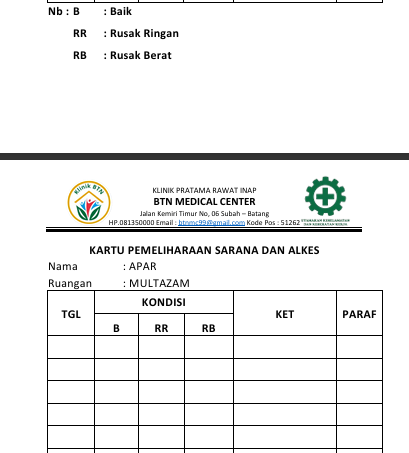 Nb : B : Baik
RR : Rusak Ringan
RB : Rusak Berat
Klinik BTN
KLINIK PRATAMA RAWAT INAP
BTN MEDICAL CENTER
Jalan Kemiri Timur No, 06 Subah – Batang
HP.081350000 Email : btnmc99@gmail.com Kode Pos : 51262
KARTU PEMELIHARAAN SARANA DAN ALKES
Nama : APAR
Ruangan : MULTAZAM
TGL KONDISI KET PARAF
B RR RB